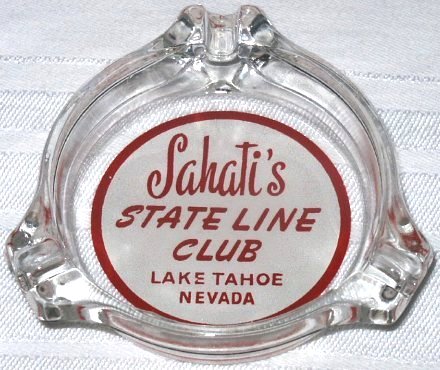 Sahati's
STATE LINE
CLUB
LAKE TAHOE
NEVADA